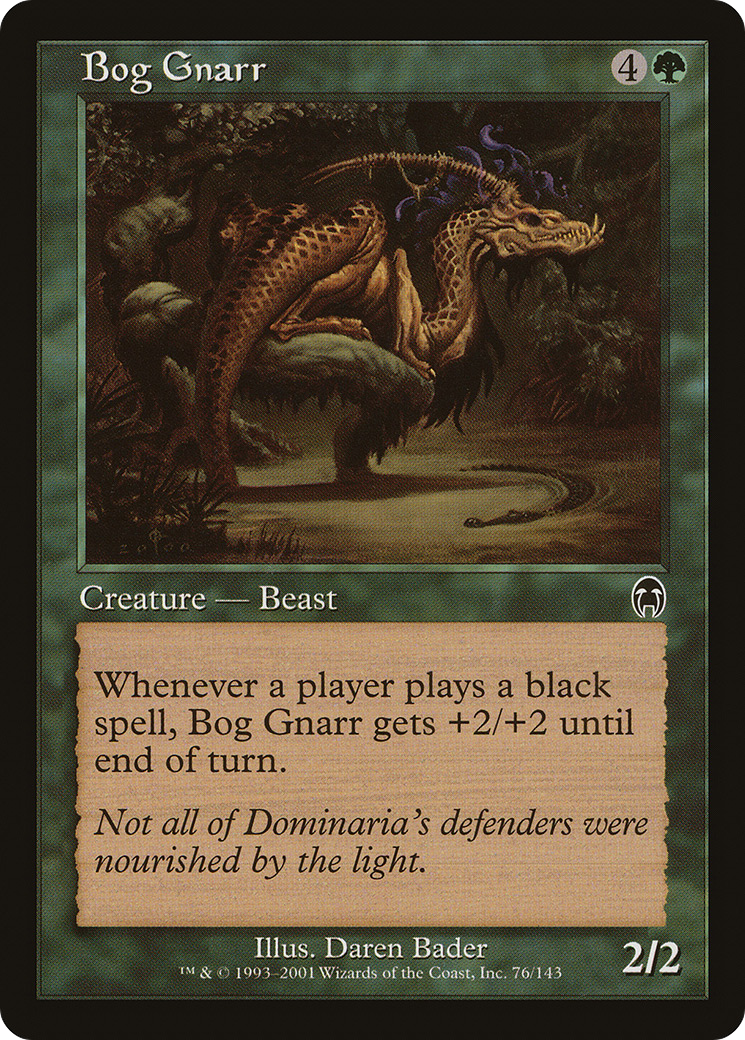 Bog Gnarr
4
Creature — Beast
Whenever a player plays a black
spell, Bog Gnarr gets +2/+2 until
end of turn.
Not all of Dominaria's defenders were
nourished by the light.
Illus. Daren Bader
™ & © 1993–2001 Wizards of the Coast, Inc. 76/143
2/2